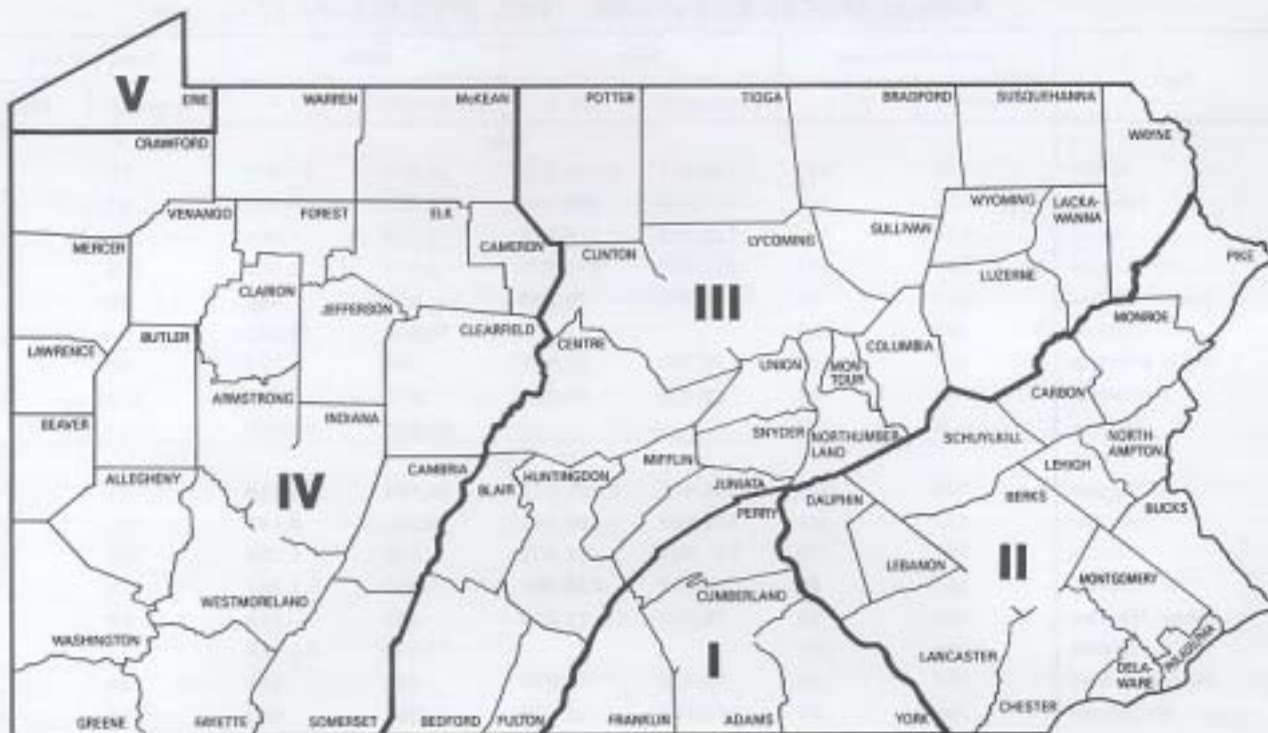 V
ERIE
WARREN
McKEAN
POTTER
TIOGA
BRADFORD
SUSQUEHANNA
WAYNE
CRAWFORD
VENANGO
FOREST
ELK
CAMERON
MERCER
CLINTON
LYCOMING
SULLIVAN
WYOMING
LACKA-
WANNA
PIKE
CLARION
JEFFERSON
LUZERNE
III
MONROE
LAWRENCE
BUTLER
CLEARFIELD
CENTRE
UNION
MON-
TOUR
COLUMBIA
ARMSTRONG
INDIANA
CARBON
BEAVER
SNYDER
NORTHUMBER
LAND
SCHUYLKILL
NORTH-
AMPTON
ALLEGHENY
IV
CAMBRIA
BLAIR
HUNTINGDON
MIFFLIN
JUNIATA
LEHIGH
PERRY
DAUPHIN
BERKS
BUCKS
LEBANON
II
MONTGOMERY
WESTMORELAND
CUMBERLAND
WASHINGTON
I
LANCASTER
DELA-
WARE
PHILADELPHIA
GREENE
FAYETTE
SOMERSET
BEDFORD
FULTON
FRANKLIN
ADAMS
YORK
CHESTER